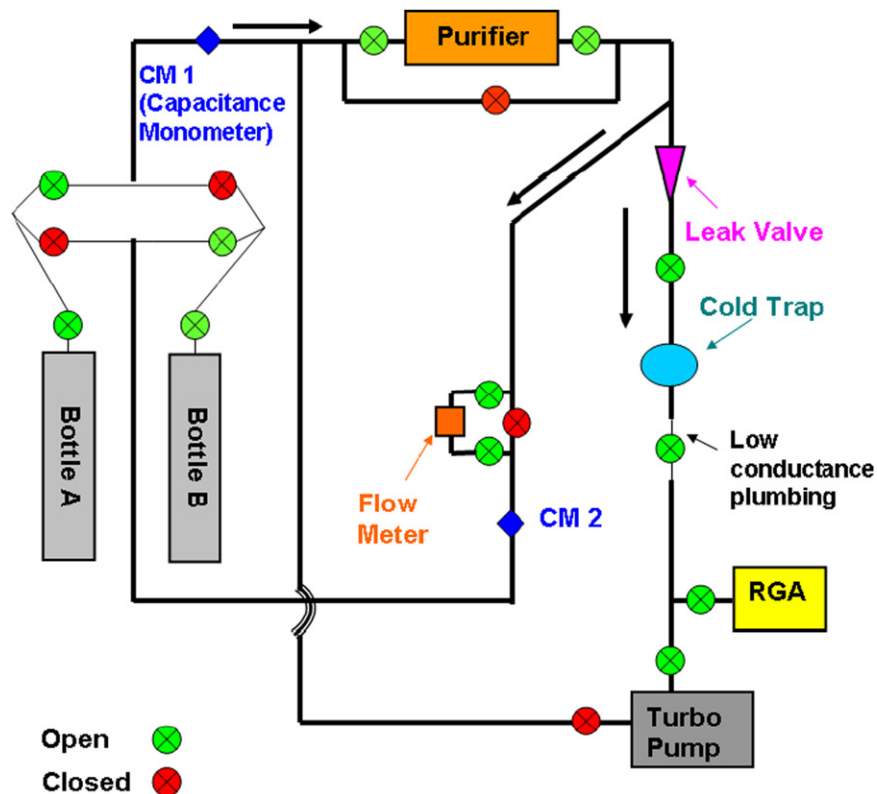 Purifier
CM 1
(Capacitance
Monometer)
Leak Valve
Cold Trap
Bottle A
Bottle B
Low
conductance
plumbing
Flow
Meter
CM 2
RGA
Turbo
Pump
Open
Closed